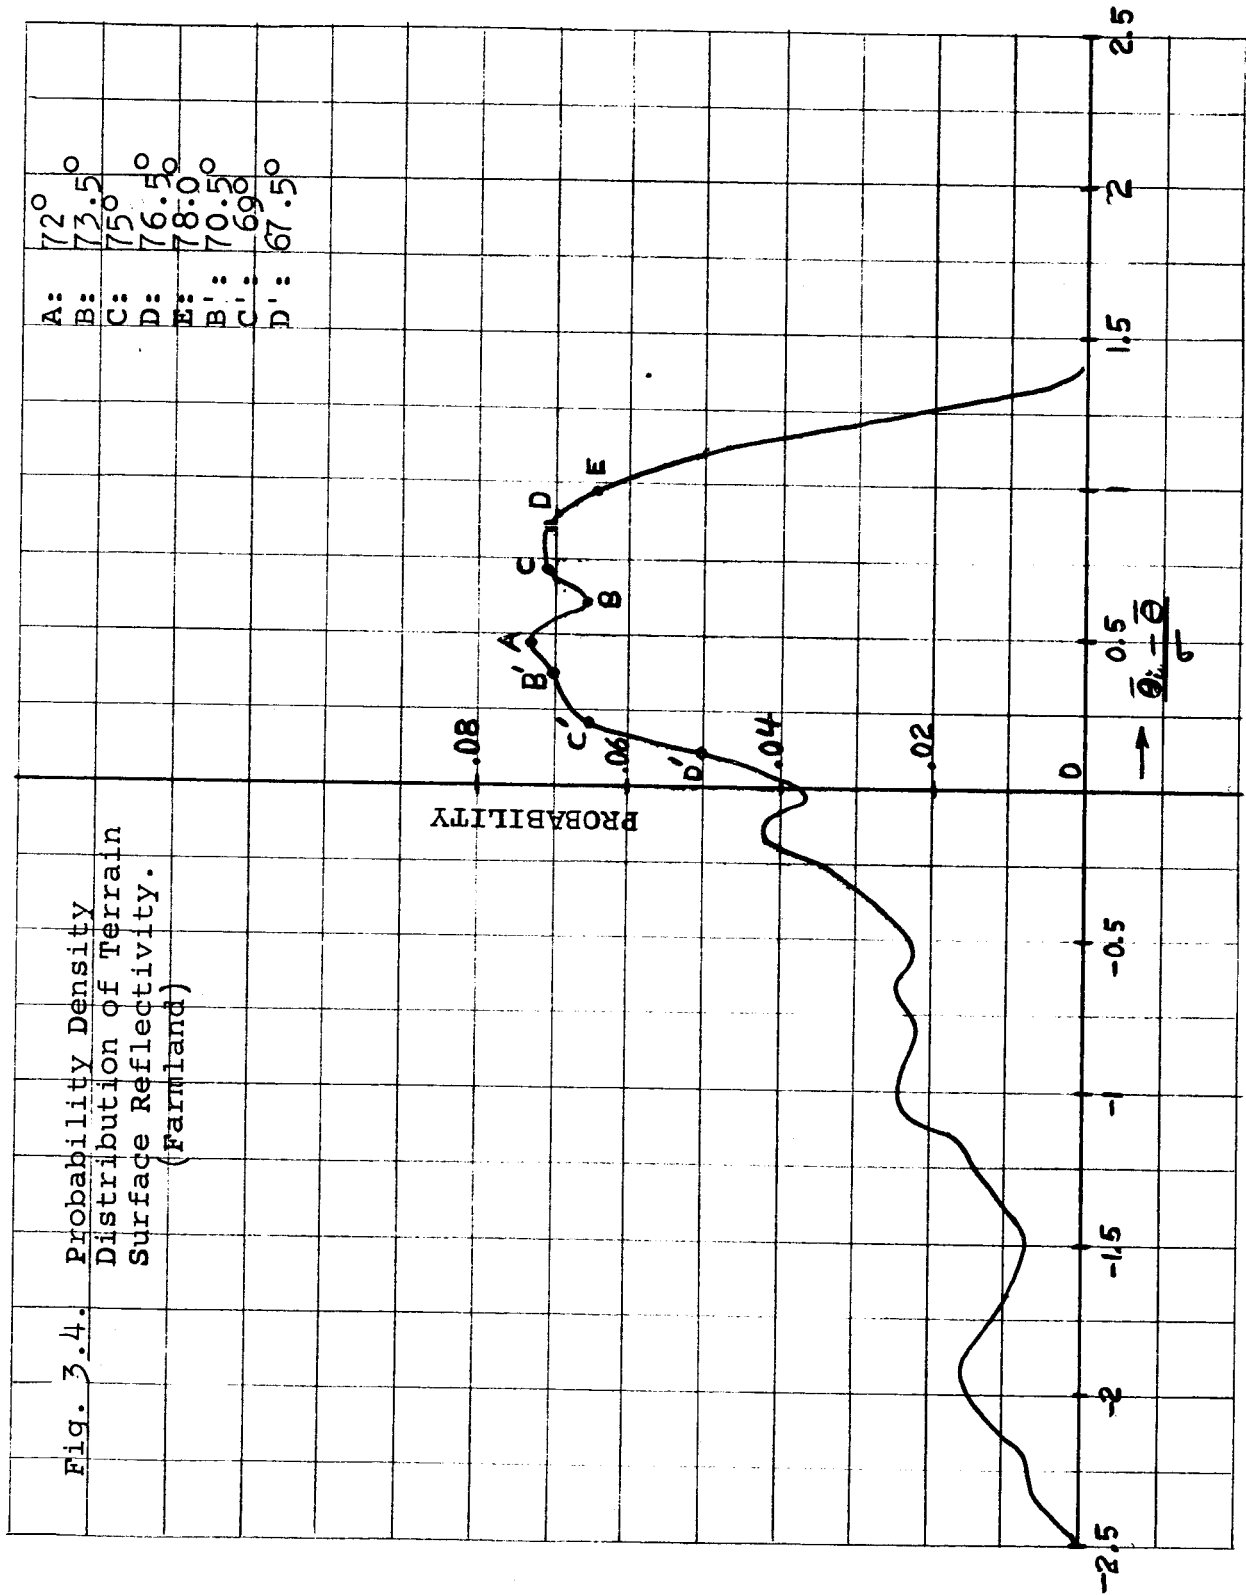 Fig. 3.4. Probability Density
Distribution of Terrain
Surface Reflectivity.
(Farmland)
A: 72°
B: 73.5°
C: 75°
D: 76.5°
E: 78.0°
B': 70.5°
C': 69°
D': 67.5°
PROBABILITY
.08
.06
.04
.02
0
D'
C'
B'
A
B
C
D
E
-2.5
-2
-1.5
-1
-0.5
0.5
1
1.5
2
2.5
→ θ̄ᵢ - θ̄
σ